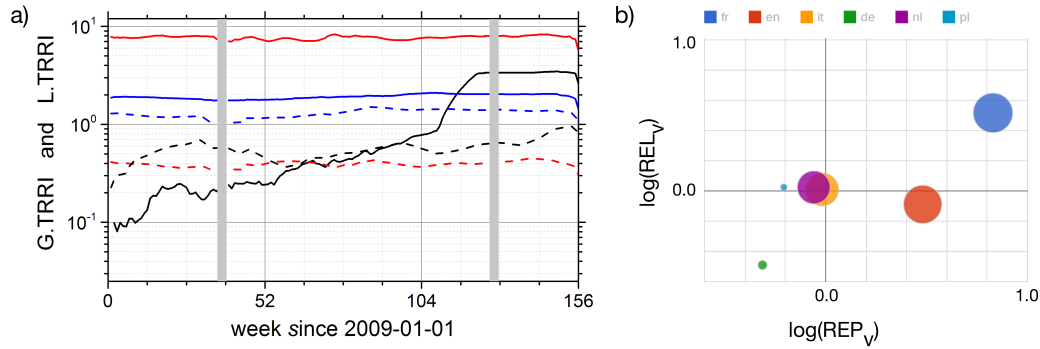 a)
G.TRRI and L.TRRI
10¹
10⁰
10⁻¹
0 52 104 156
week since 2009-01-01
b)
fr en it de nl pl
1.0
0.0
log(REL_V)
0.0 1.0
log(REP_V)